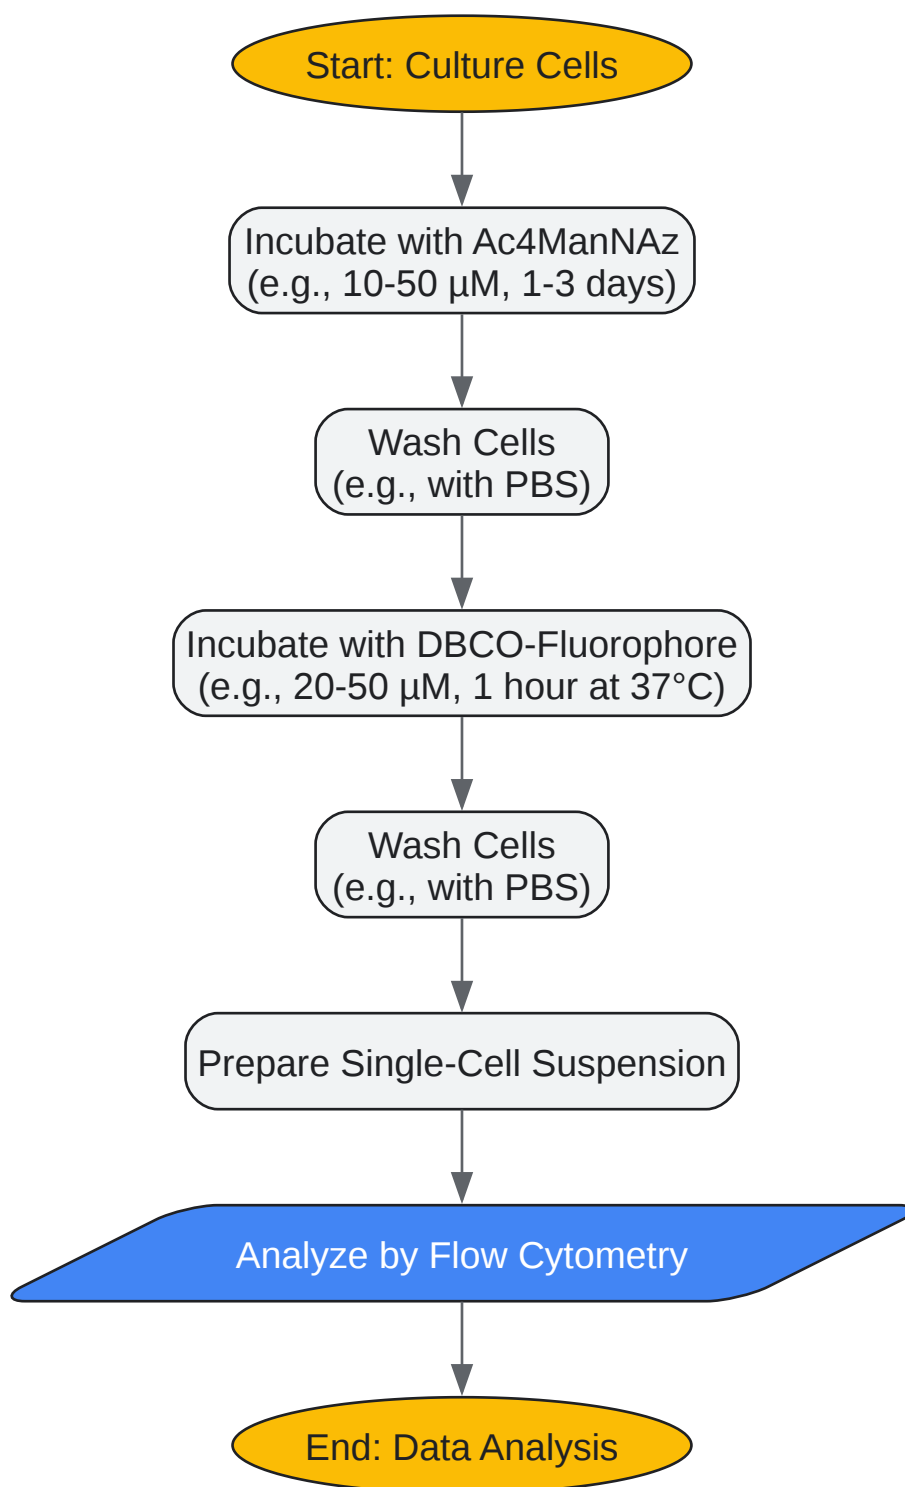 Start: Culture Cells
Incubate with Ac4ManNAz
(e.g., 10-50 µM, 1-3 days)
Wash Cells
(e.g., with PBS)
Incubate with DBCO-Fluorophore
(e.g., 20-50 µM, 1 hour at 37°C)
Wash Cells
(e.g., with PBS)
Prepare Single-Cell Suspension
Analyze by Flow Cytometry
End: Data Analysis